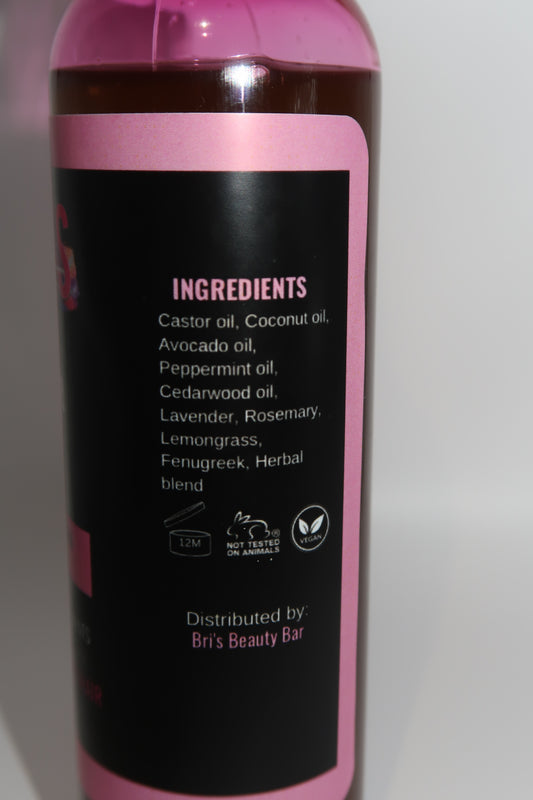 INGREDIENTS
Castor oil, Coconut oil,
Avocado oil,
Peppermint oil,
Cedarwood oil,
Lavender, Rosemary,
Lemongrass,
Fenugreek, Herbal
blend
12M
NOT TESTED
ON ANIMALS
®
VEGAN
Distributed by:
Bri's Beauty Bar